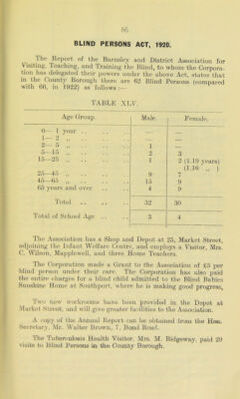 86
BLIND PERSONS ACT, 1920.
The Report of the Barnsley and District Association for
Visiting, Teaching, and Training the Blind, to whom the Corpora-
tion has delegated their powers under the above Act, states that
in the County Borough there are 62 Blind Persons (compared
with 66, in 1922) as follows :—
TABLE XLV.
Age Group. Male. Female.
0— 1 year .. .. .. — —
1— 2 „ .. .. .. — —
2— 5 „ .. .. .. 1 —
5—15 „ .. .. .. 2 3
15—25 „ .. .. .. 1 2 (1.19 years)
(1.16 „ )
25—45 „ .. .. .. 9 7
45—65 „ .. .. .. 15 9
65 years and over .. .. 4 9
Total .. .. 32 30
Total of School Age .. .. 3 4
The Association has a Shop and Depot at 25, Market Street,
adjoining the Infant Welfare Centre, and employs a Visitor, Mrs.
C. Wilson, Mapplewell, and three Home Teachers.
The Corporation made a Grant to the Association of £5 per
blind person under their care. The Corporation has also paid
the entire charges for a blind child admitted to the Blind Babies
Sunshine Home at Southport, where he is making good progress,
Two new workrooms have been provided in the Depot at
Market Street, and will give greater facilities to the Association.
A copy of the Annual Report can be obtained from the Hon.
Secretary, Mr. Walter Brown, 7, Bond Road.
The Tuberculosis Health Visitor, Mrs. M. Ridgeway, paid 20
visits to Blind Persons in the County Borough.